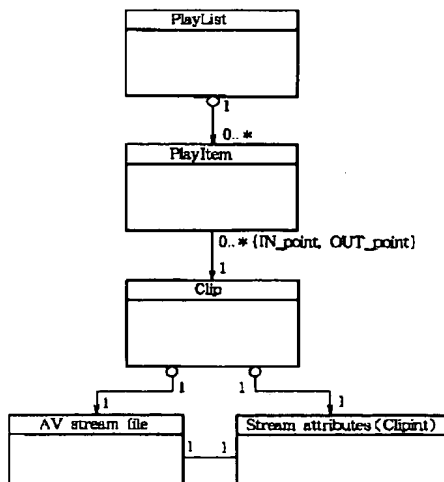 PlayList
1
0..*
PlayItem
0..* {IN_point, OUT_point}
1
Clip
1 1
1 1
AV stream file Stream attributes (Clipint)
1 1